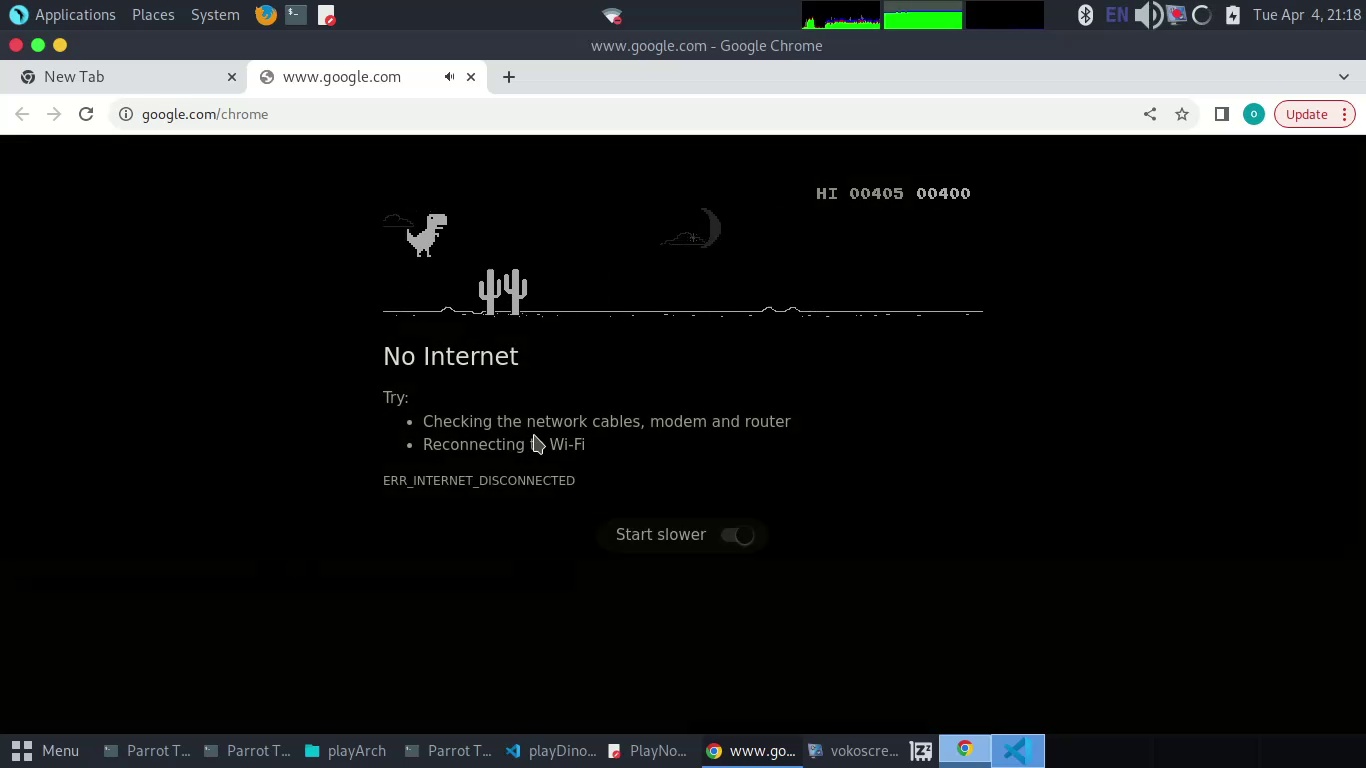 Applications Places System EN Tue Apr 4, 21:18
www.google.com - Google Chrome
New Tab www.google.com
google.com/chrome o Update
HI 00405 00400
No Internet
Try:
Checking the network cables, modem and router
Reconnecting Wi-Fi
ERR_INTERNET_DISCONNECTED
Start slower
Menu Parrot T... Parrot T... playArch Parrot T... playDino... PlayNo... www.go... vokoscre...